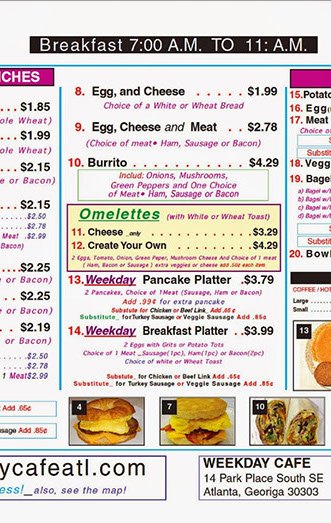 Breakfast 7:00 A.M. TO 11: A.M.
NCHES
. . . $1.85
ole Wheat)
. . . $1.99
ole Wheat)
. . . $2.15
or Bacon)
. . . $2.15
. . . $2.50
. . . $2.78
Meat .$2.99
Bacon)
. . . $2.25
. . . $2.25
or Bacon)
. . . $2.19
or Bacon)
. . . $2.50
. . . $2.78
1 Meat $2.99
Add .65¢
usage Add .85¢
8. Egg, and Cheese . . . . . $1.99
Choice of a White or Wheat Bread
9. Egg, Cheese and Meat . . $2.78
(Choice of meat• Ham, Sausage or Bacon)
10. Burrito . . . . . . . . . . . $4.29
Includ: Onions, Mushrooms,
Green Peppers and One Choice
of Meat• Ham, Sausage or Bacon
Omelettes (with White or Wheat Toast)
11. Cheese _only . . . . . . . . . . . . . $3.29
12. Create Your Own . . . . . . . . . $4.29
2 Eggs, Tomato, Onion, Green Paper, Mushroom Cheese And Choice of 1 meat
( Ham, Bacon or Sausage ) extra veggies or cheese add .50¢ each item
13. Weekday Pancake Platter .$3.79
2 Pancakes, Choice of 1Meat (Sausage, Ham or Bacon)
Add .994 for extra pancake
Substute for Chicken or Beef Link .Add .65¢
Substitute_ for Turkey Sausage or Veggie Sausage Add .85¢
14. Weekday Breakfast Platter . .$3.99
2 Eggs with Grits or Potato Tots
Choice of 1 Meat _Sausage(1pc), Ham(1pc) or Bacon(2pc)
Choice of white or Wheat Toast
Substute_ for Chicken or Beef Link .Add .65¢
Substitute_ for Turkey Sausage or Veggie Sausage Add .85¢
4
7
10
15. Potato
16. Egg
17. Meat
Choice o
S
Substit
18. Vegg
19. Bagel
a) Bagel w/
b) Bagel w/
c) Bagel w/
d) Bagel w/
S
Substit
20. Bowl
COFFEE / HOT
Large
Small
13
ycafeatl.com
ess!_also, see the map!
WEEKDAY CAFE
14 Park Place South SE
Atlanta, Georiga 30303